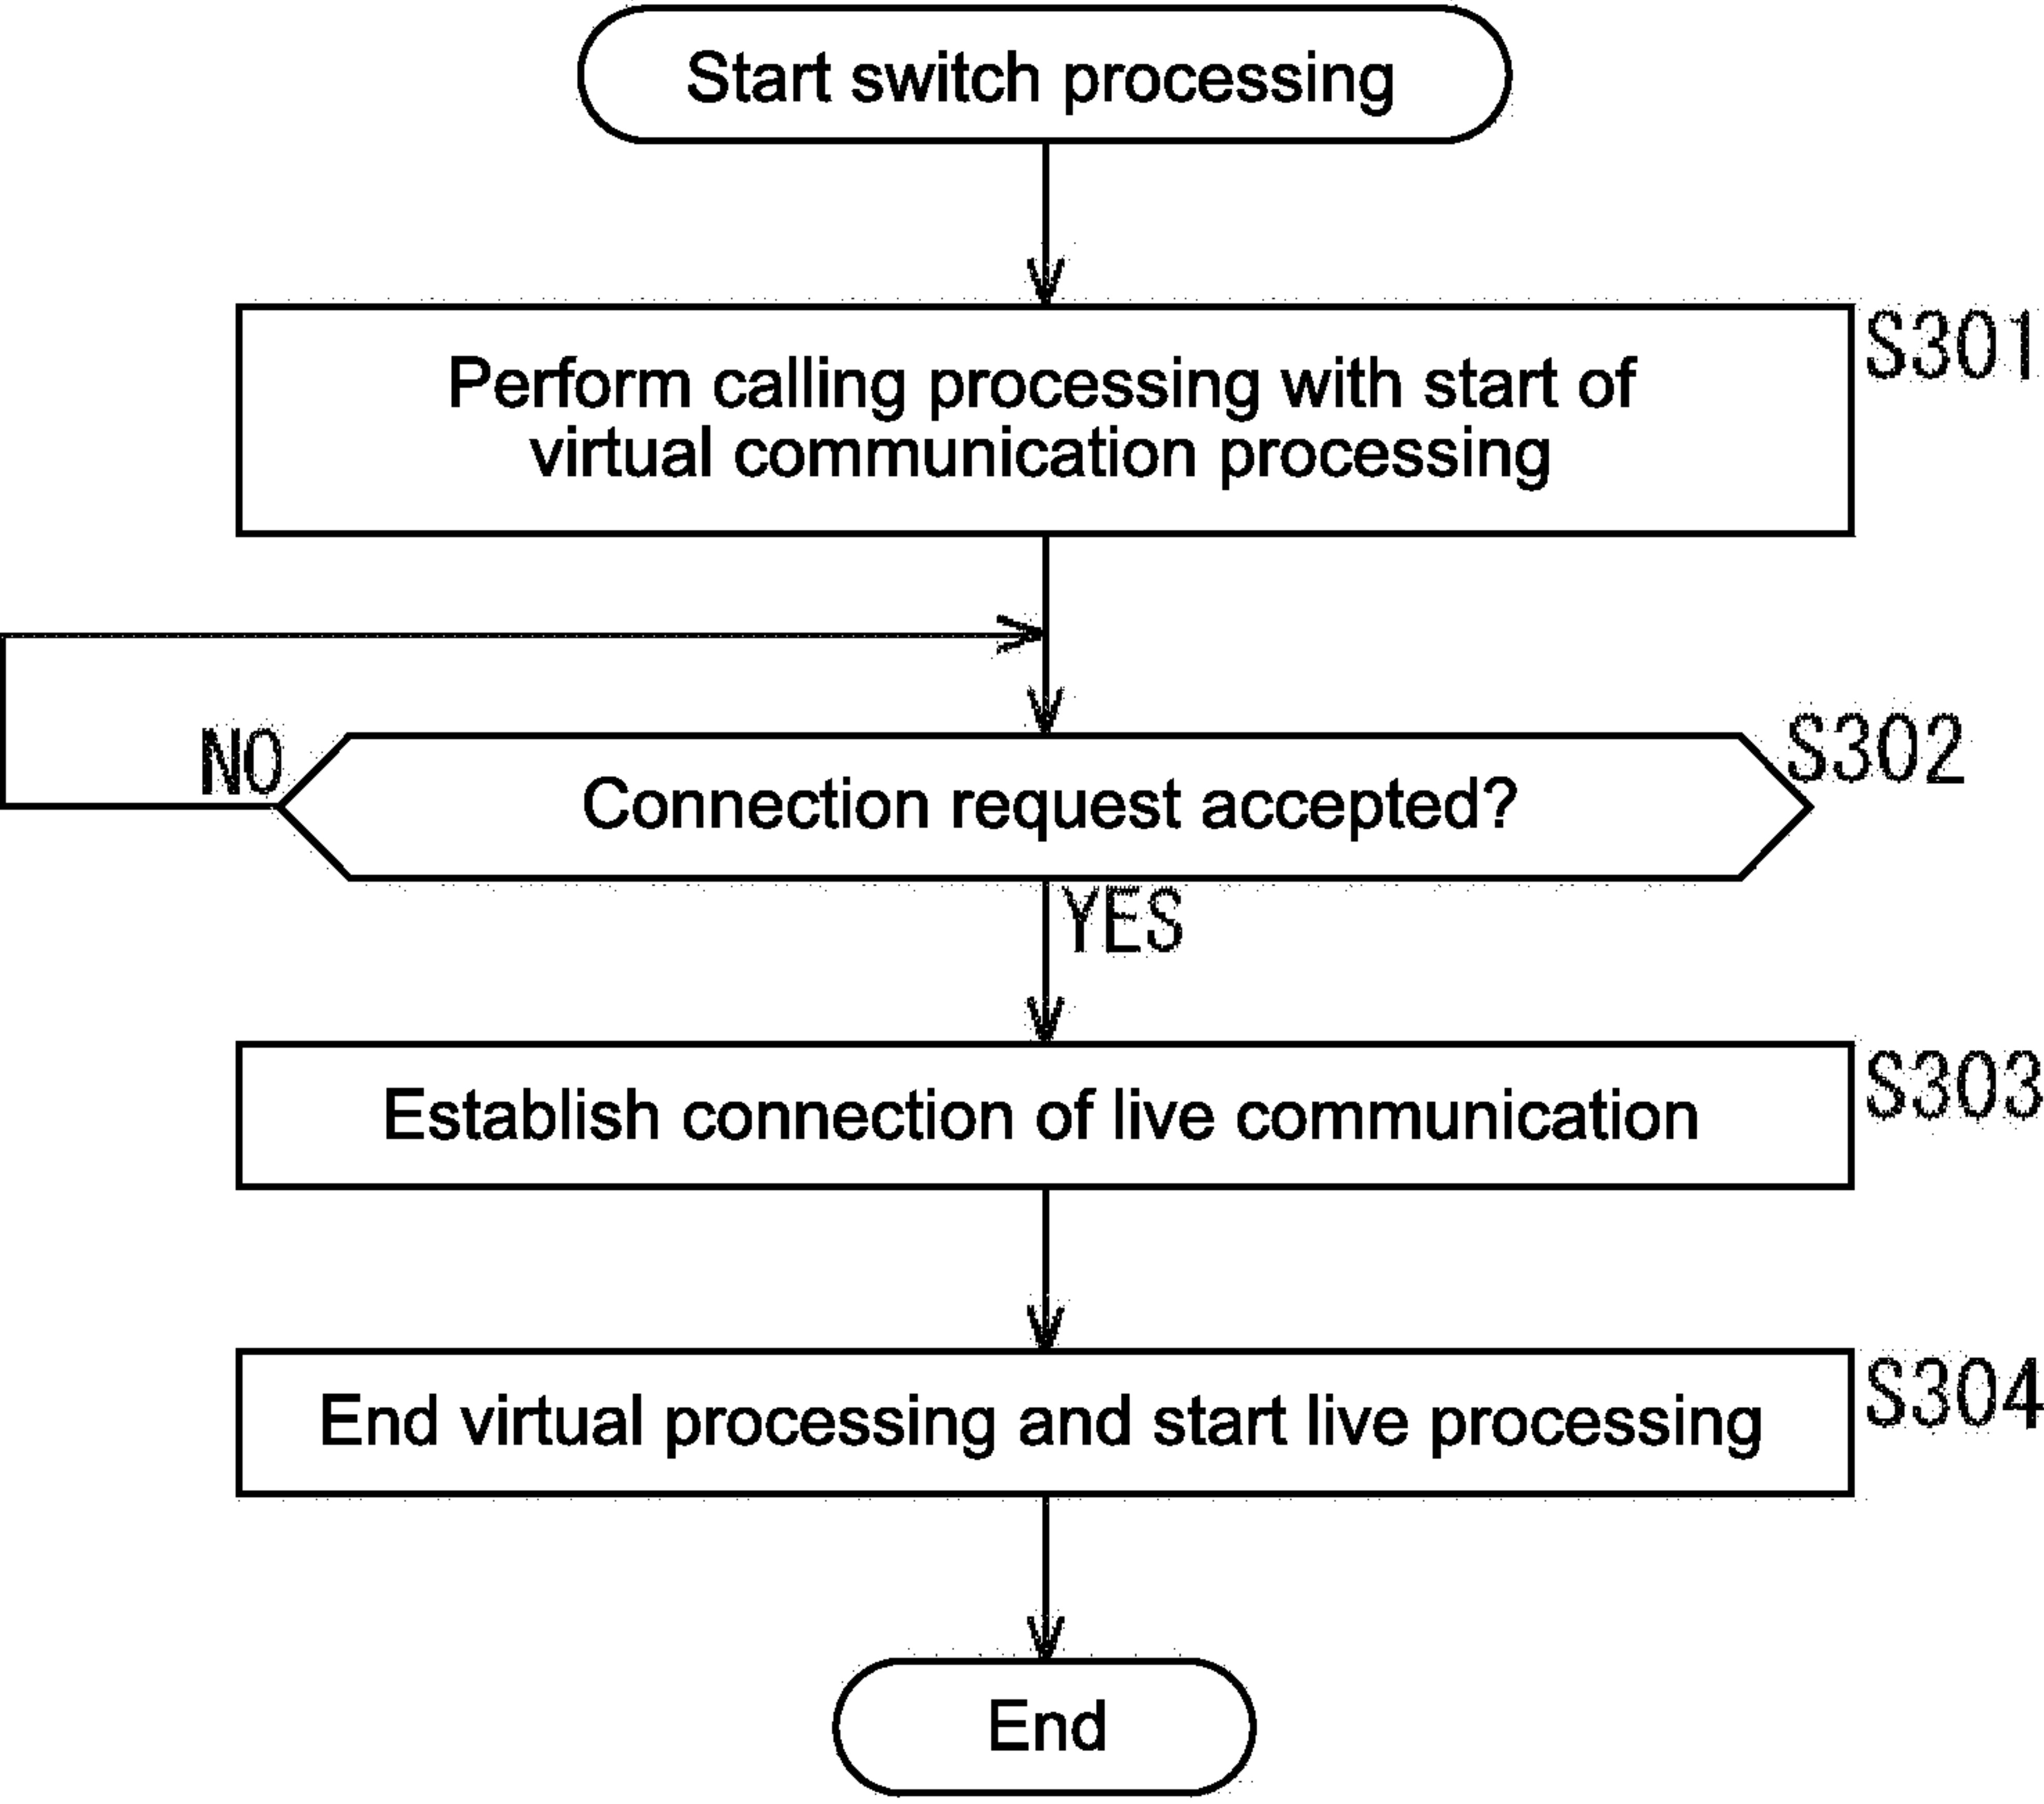 Start switch processing
S301
Perform calling processing with start of
virtual communication processing
NO
S302
Connection request accepted?
YES
S303
Establish connection of live communication
S304
End virtual processing and start live processing
End